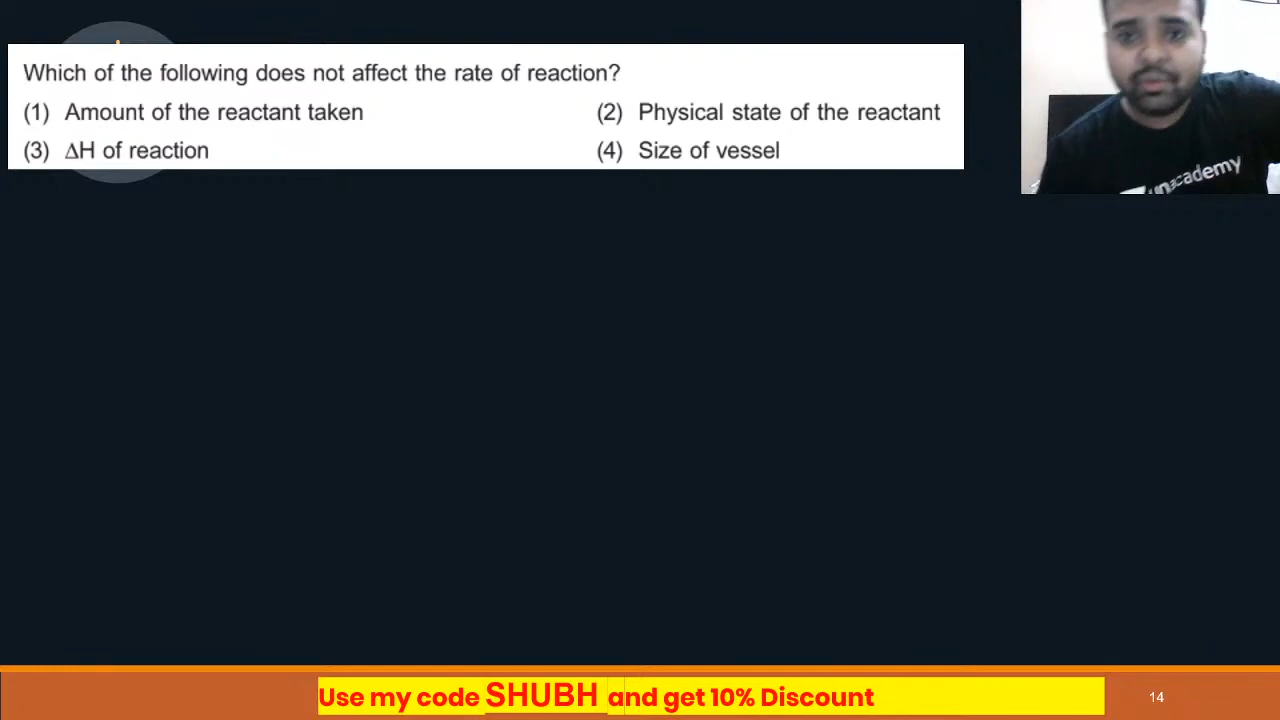 Which of the following does not affect the rate of reaction?
(1) Amount of the reactant taken (2) Physical state of the reactant
(3) ΔH of reaction (4) Size of vessel
unacademy
Use my code SHUBH and get 10% Discount
14